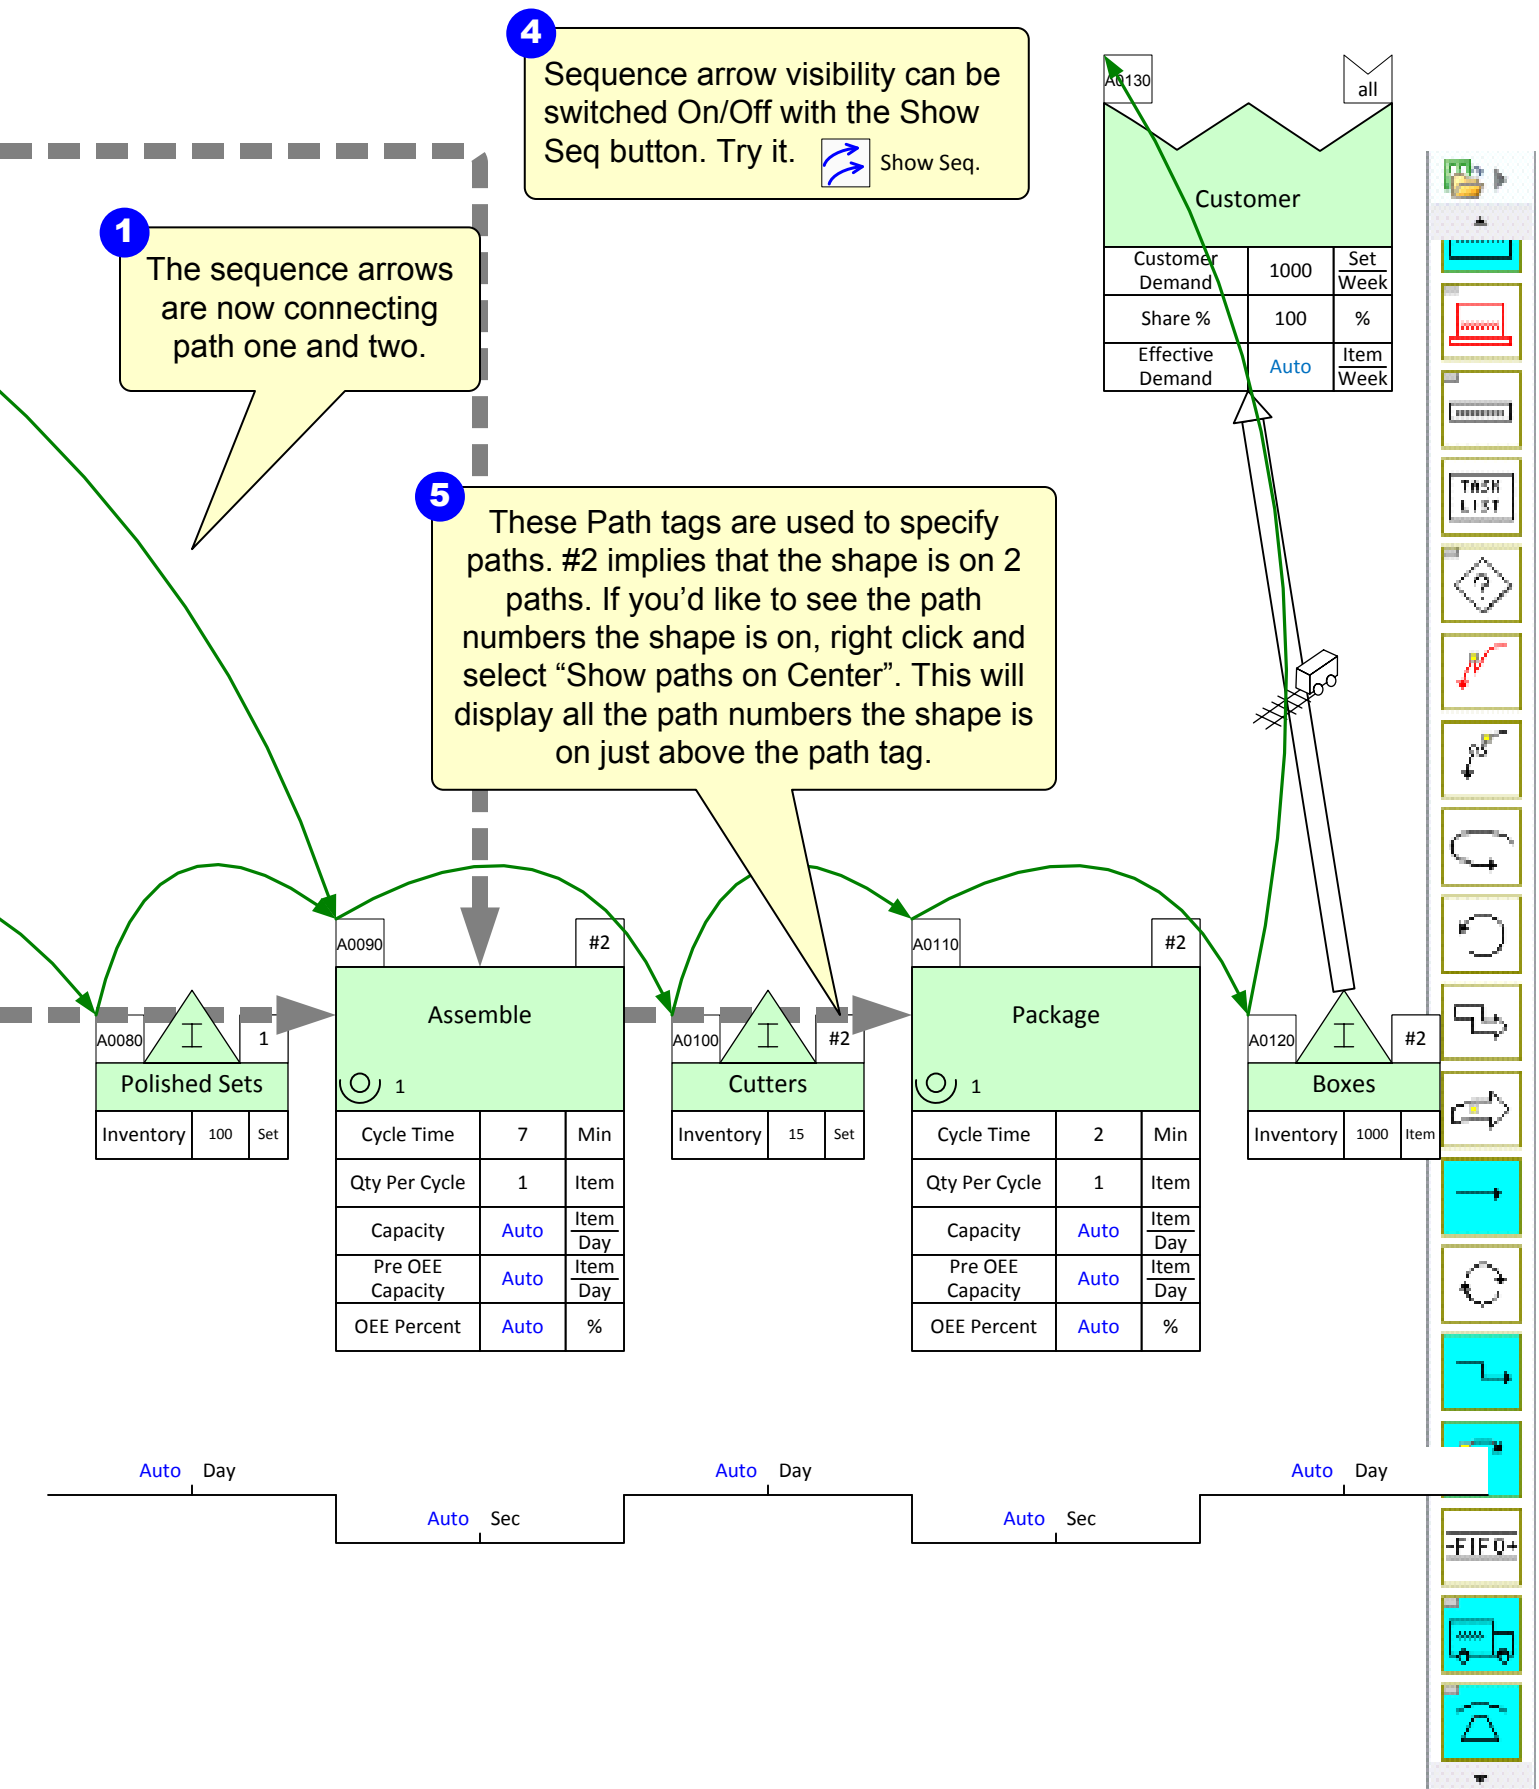 4
Sequence arrow visibility can be
switched On/Off with the Show
Seq button. Try it.
Show Seq.
A0130
all
Customer
Customer Demand 1000 Set Week
Share % 100 %
Effective Demand Auto Item Week
1
The sequence arrows
are now connecting
path one and two.
5
These Path tags are used to specify
paths. #2 implies that the shape is on 2
paths. If you’d like to see the path
numbers the shape is on, right click and
select “Show paths on Center”. This will
display all the path numbers the shape is
on just above the path tag.
TASK
LIST
?
A0080
I
1
Polished Sets
Inventory 100 Set
A0090
#2
Assemble
1
Cycle Time 7 Min
Qty Per Cycle 1 Item
Capacity Auto Item Day
Pre OEE Capacity Auto Item Day
OEE Percent Auto %
A0100
I
#2
Cutters
Inventory 15 Set
A0110
#2
Package
1
Cycle Time 2 Min
Qty Per Cycle 1 Item
Capacity Auto Item Day
Pre OEE Capacity Auto Item Day
OEE Percent Auto %
A0120
I
#2
Boxes
Inventory 1000 Item
Auto Day
Auto Sec
Auto Day
Auto Sec
Auto Day
-FIFO→